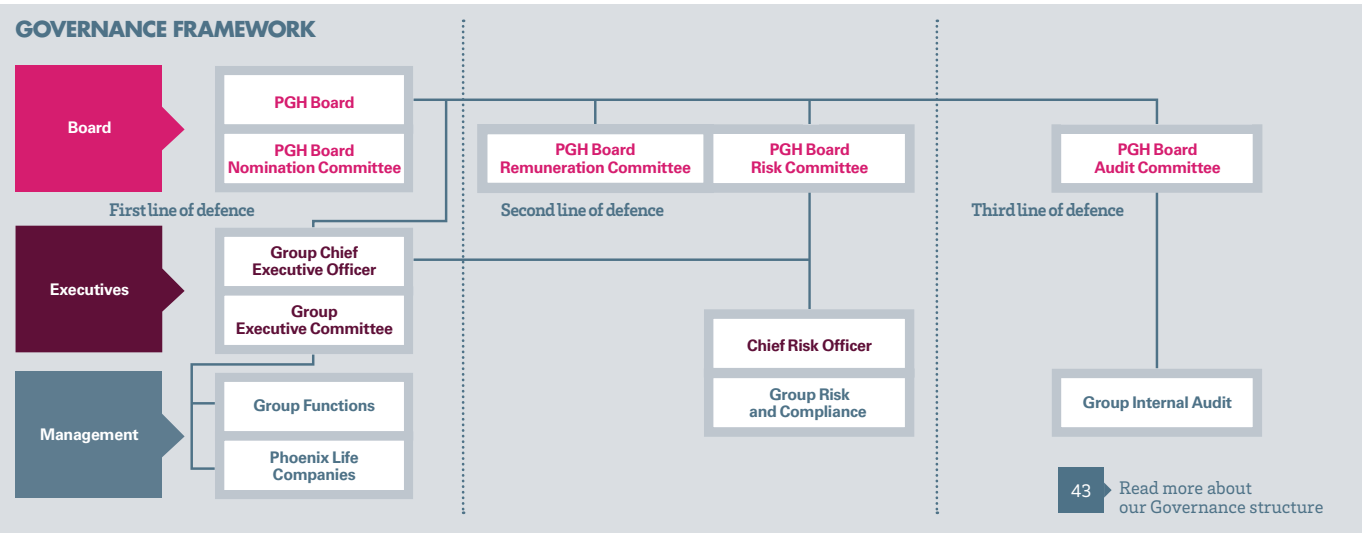 GOVERNANCE FRAMEWORK
Board
PGH Board
PGH Board
Nomination Committee
PGH Board
Remuneration Committee
PGH Board
Risk Committee
PGH Board
Audit Committee
First line of defence
Second line of defence
Third line of defence
Executives
Group Chief
Executive Officer
Group
Executive Committee
Chief Risk Officer
Group Risk
and Compliance
Management
Group Functions
Phoenix Life
Companies
Group Internal Audit
43
Read more about
our Governance structure